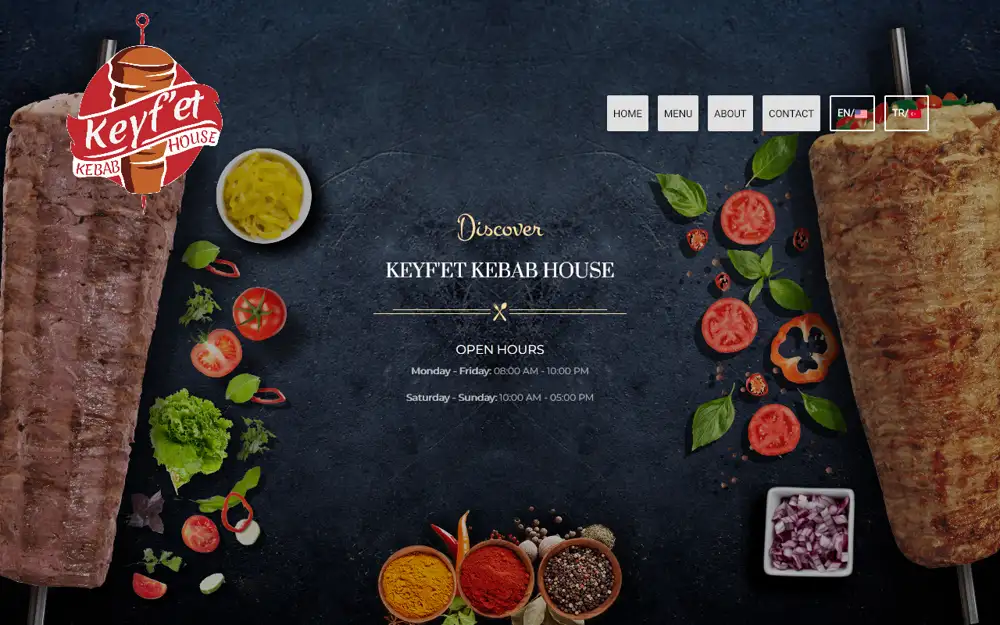 Keyf'et
KEBAB HOUSE
HOME
MENU
ABOUT
CONTACT
EN/
TR/
Discover
KEYF'ET KEBAB HOUSE
OPEN HOURS
Monday - Friday: 08:00 AM - 10:00 PM
Saturday - Sunday: 10:00 AM - 05:00 PM